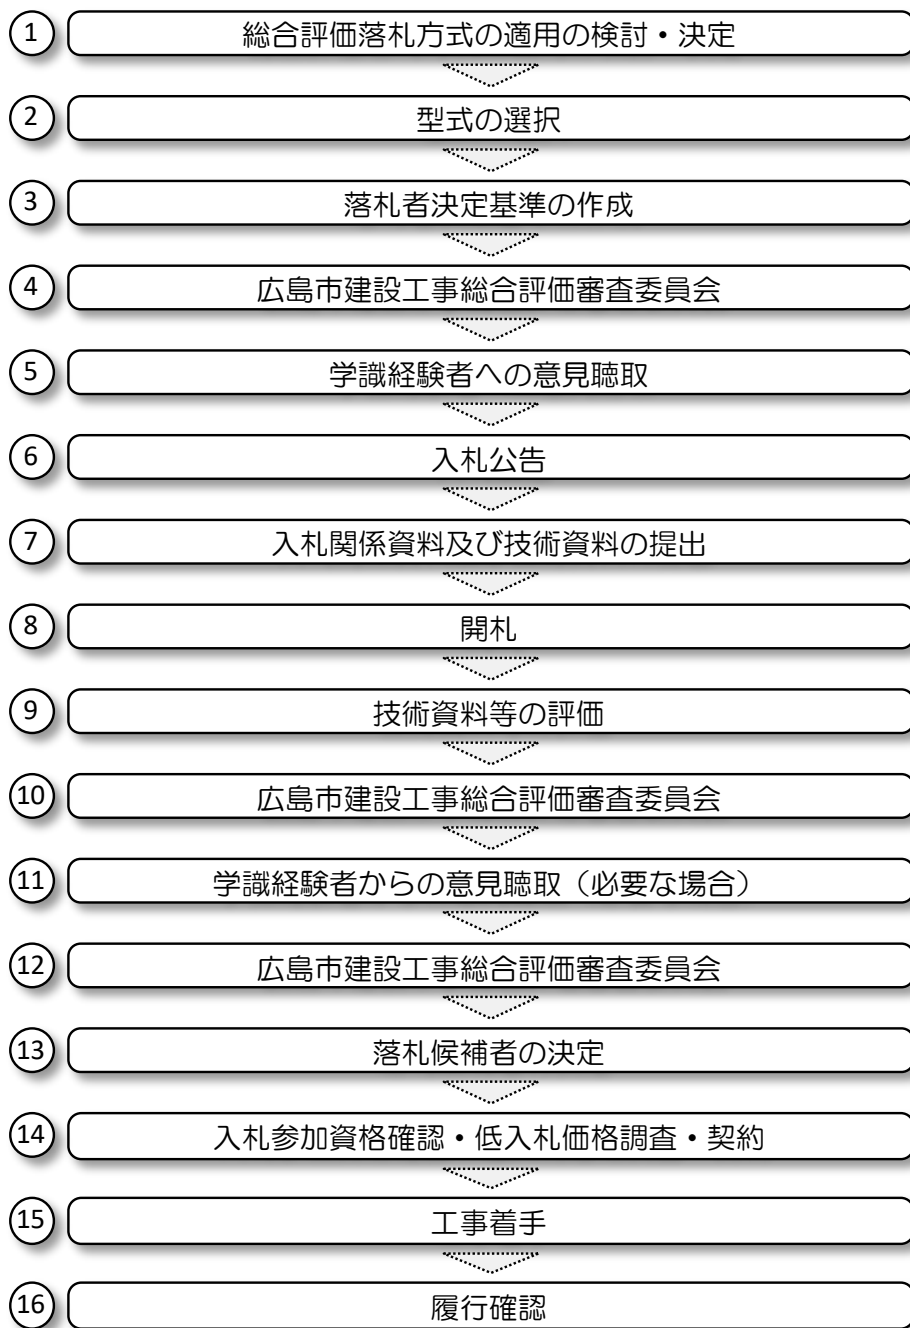 1 総合評価落札方式の適用の検討・決定
2 型式の選択
3 落札者決定基準の作成
4 広島市建設工事総合評価審査委員会
5 学識経験者への意見聴取
6 入札公告
7 入札関係資料及び技術資料の提出
8 開札
9 技術資料等の評価
10 広島市建設工事総合評価審査委員会
11 学識経験者からの意見聴取（必要な場合）
12 広島市建設工事総合評価審査委員会
13 落札候補者の決定
14 入札参加資格確認・低入札価格調査・契約
15 工事着手
16 履行確認